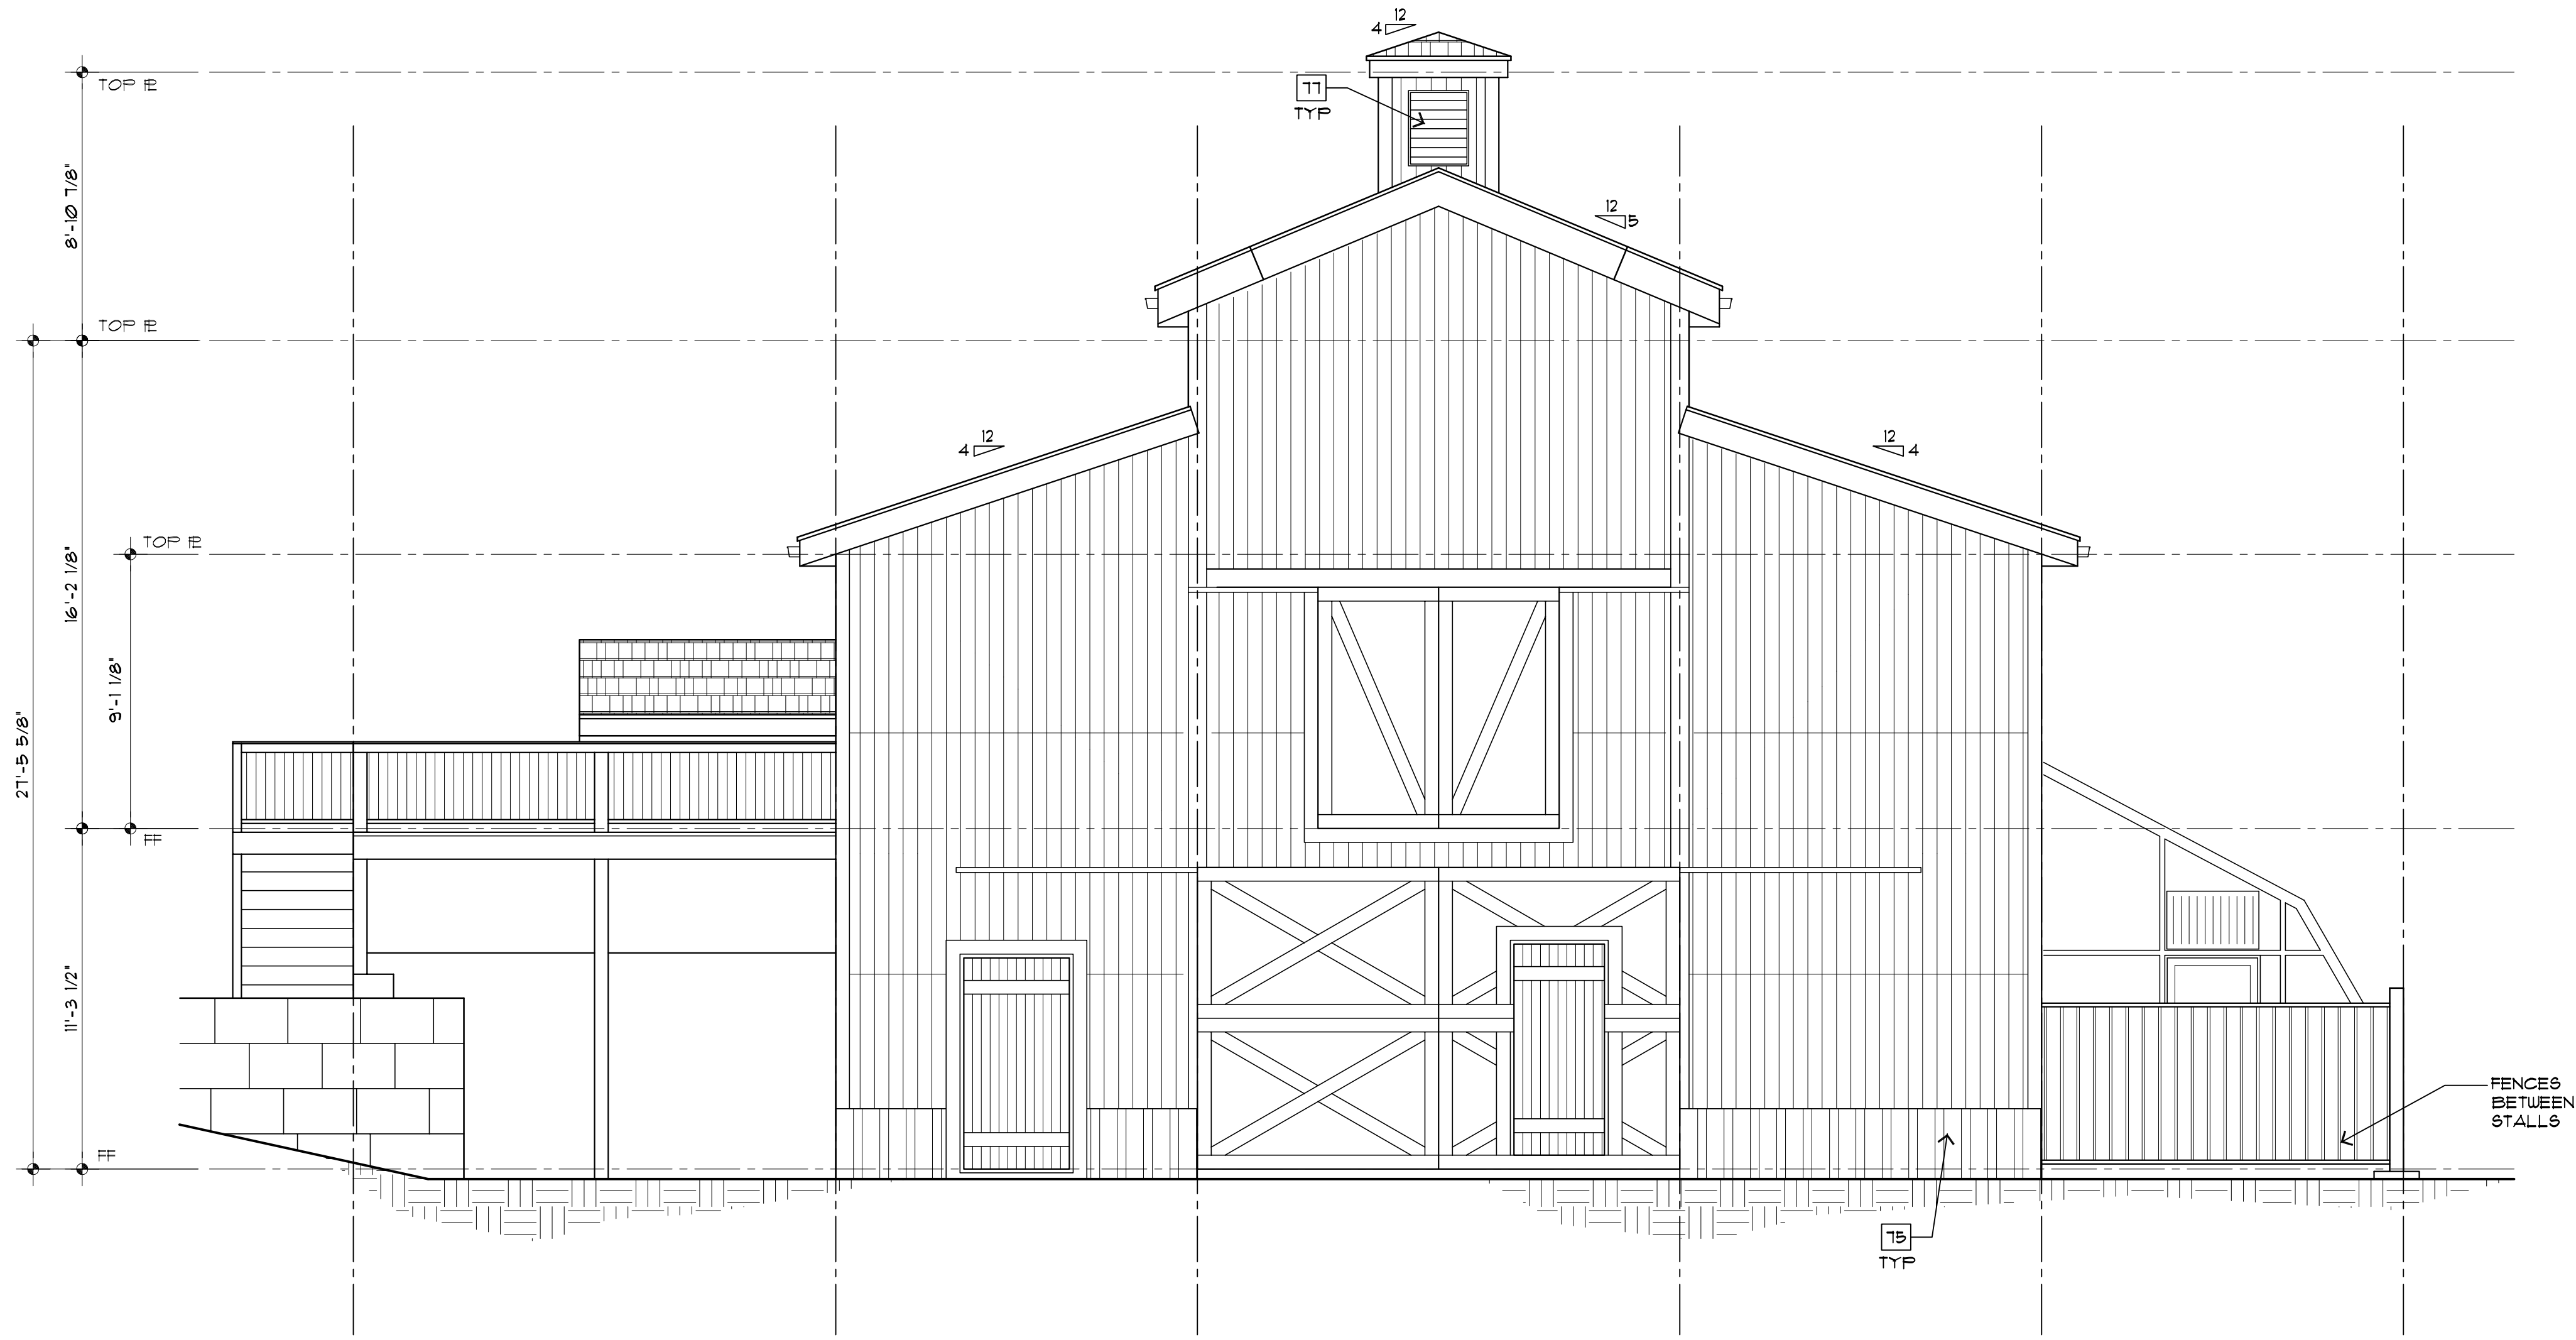 12
4
TOP PL
77
TYP
8'-10 7/8"
12
5
TOP PL
12
4
12
4
TOP PL
16'-2 1/8"
9'-1 1/8"
27'-5 5/8"
FF
11'-3 1/2"
FENCES
BETWEEN
STALLS
FF
75
TYP